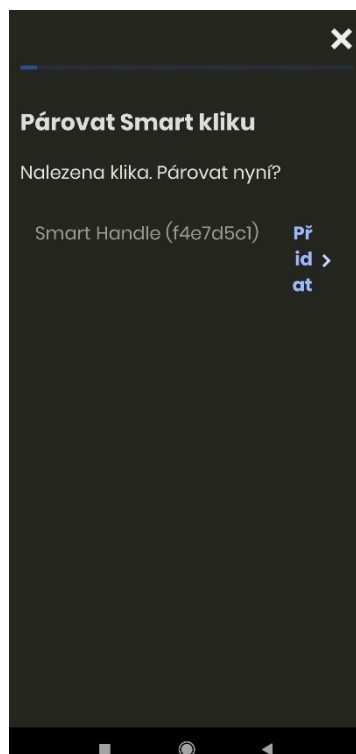 Párovat Smart kliku
Nalezena klika. Párovat nyní?
Smart Handle (f4e7d5c1)
Př
id
at